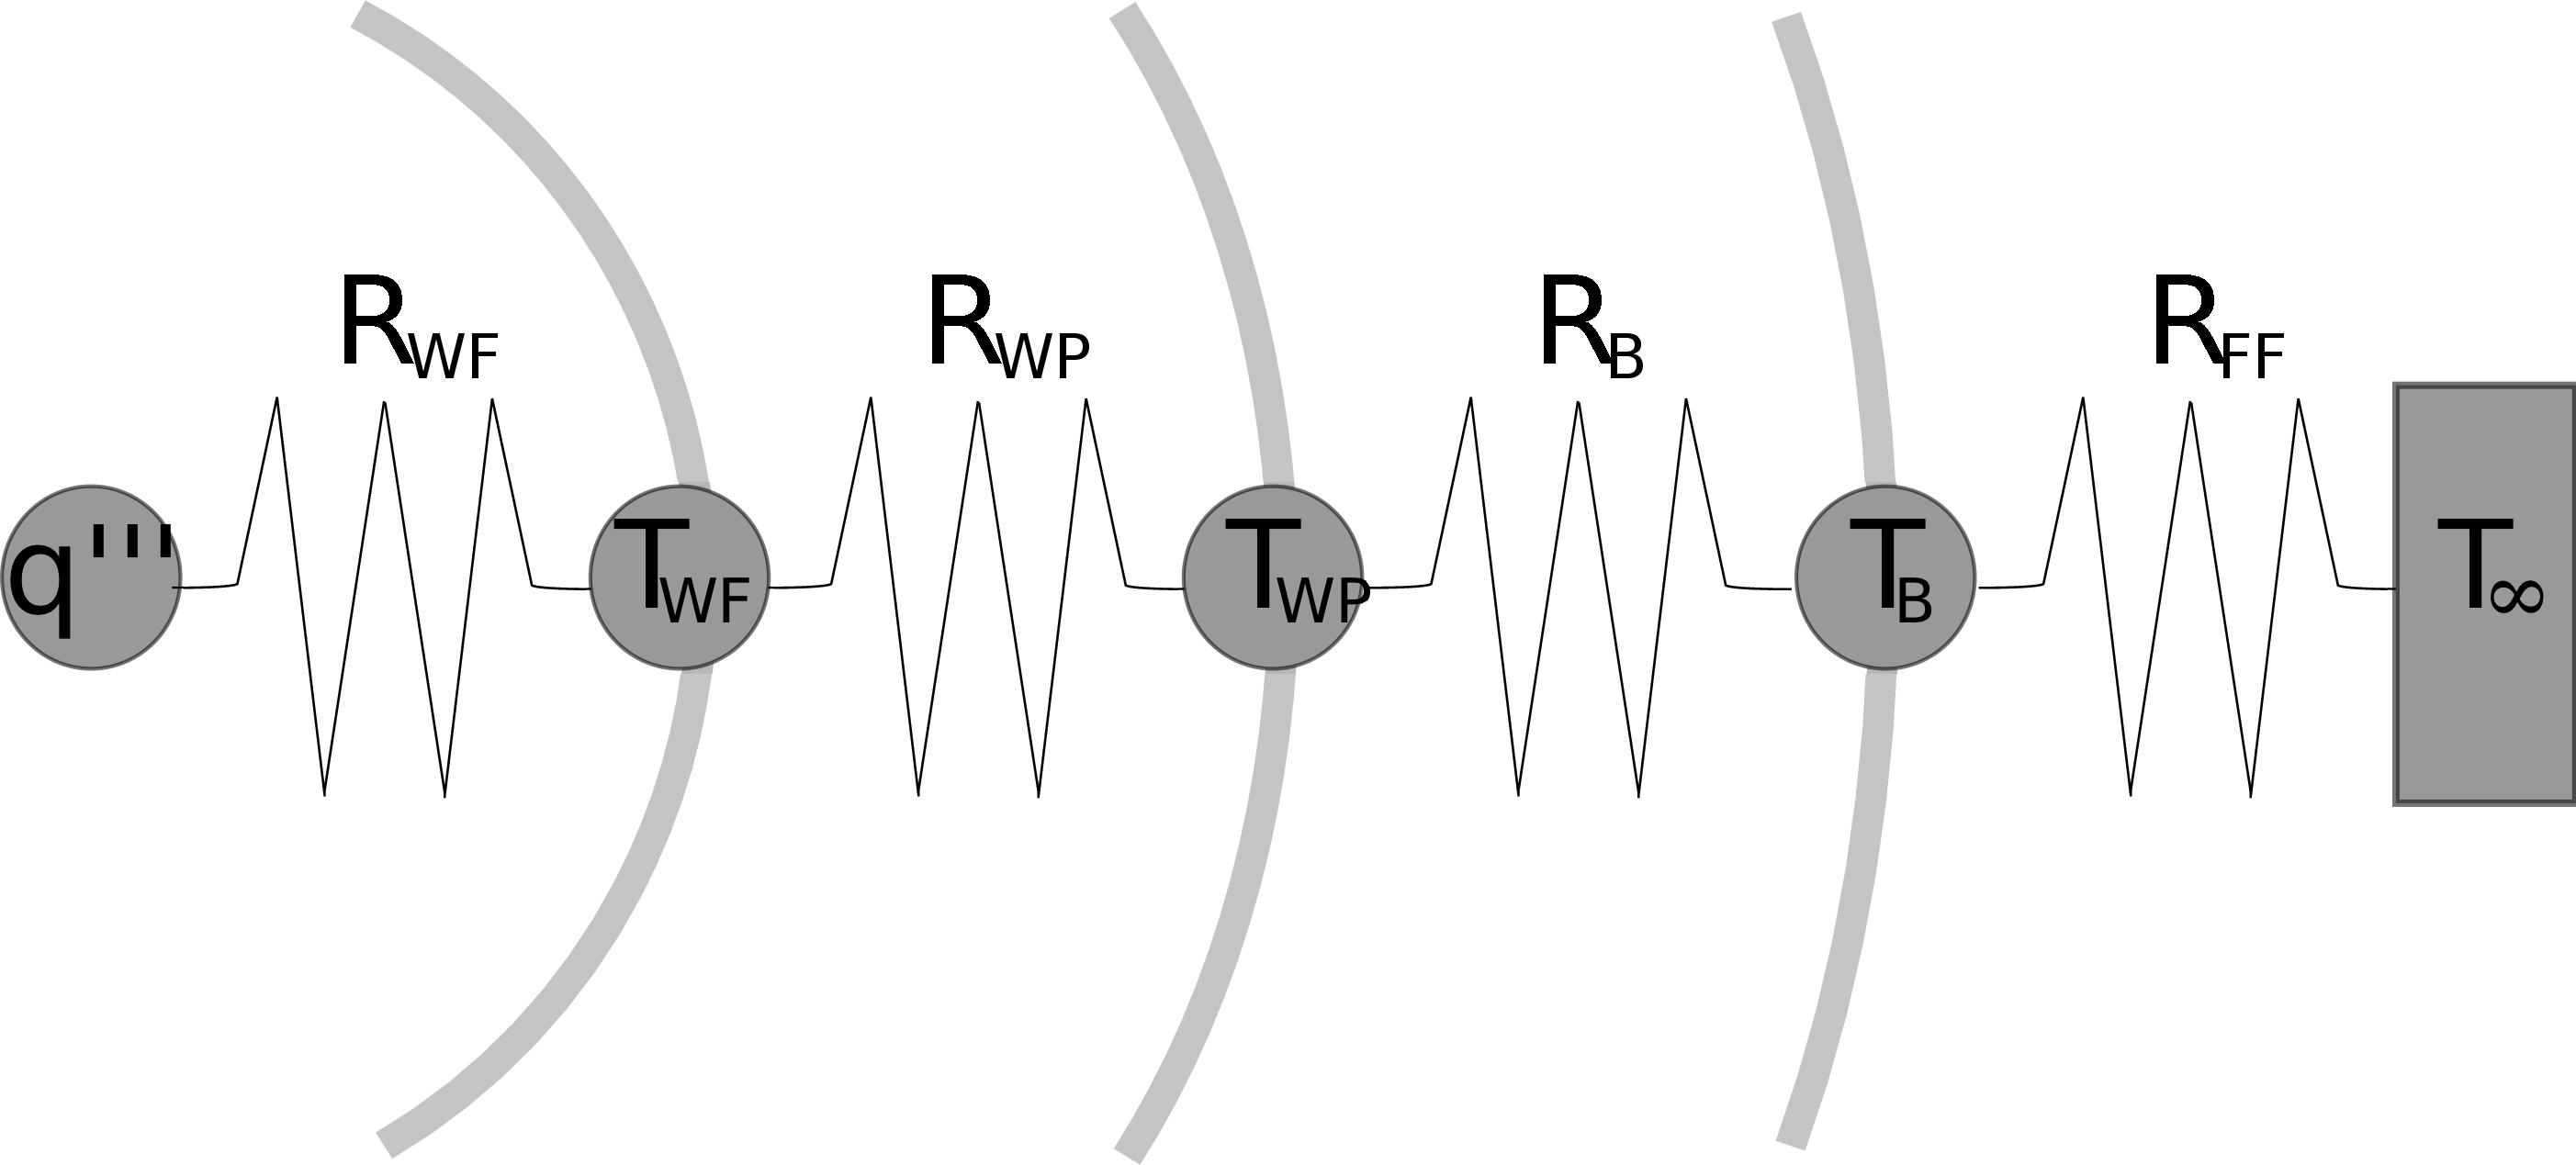 R_WF R_WP R_B R_FF
q''' T_WF T_WP T_B T_∞